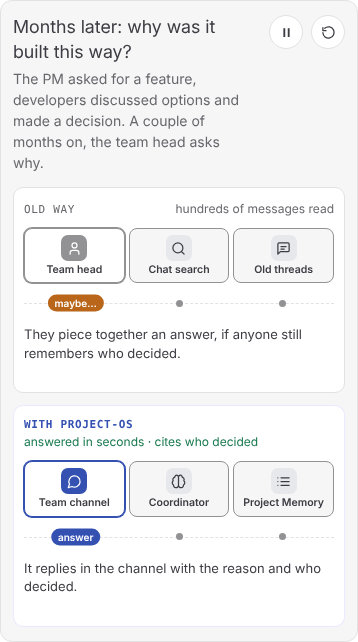 Months later: why was it
built this way?
The PM asked for a feature,
developers discussed options and
made a decision. A couple of
months on, the team head asks
why.
OLD WAY
hundreds of messages read
Team head
Chat search
Old threads
maybe...
They piece together an answer, if anyone still
remembers who decided.
WITH PROJECT-OS
answered in seconds · cites who decided
Team channel
Coordinator
Project Memory
answer
It replies in the channel with the reason and who
decided.